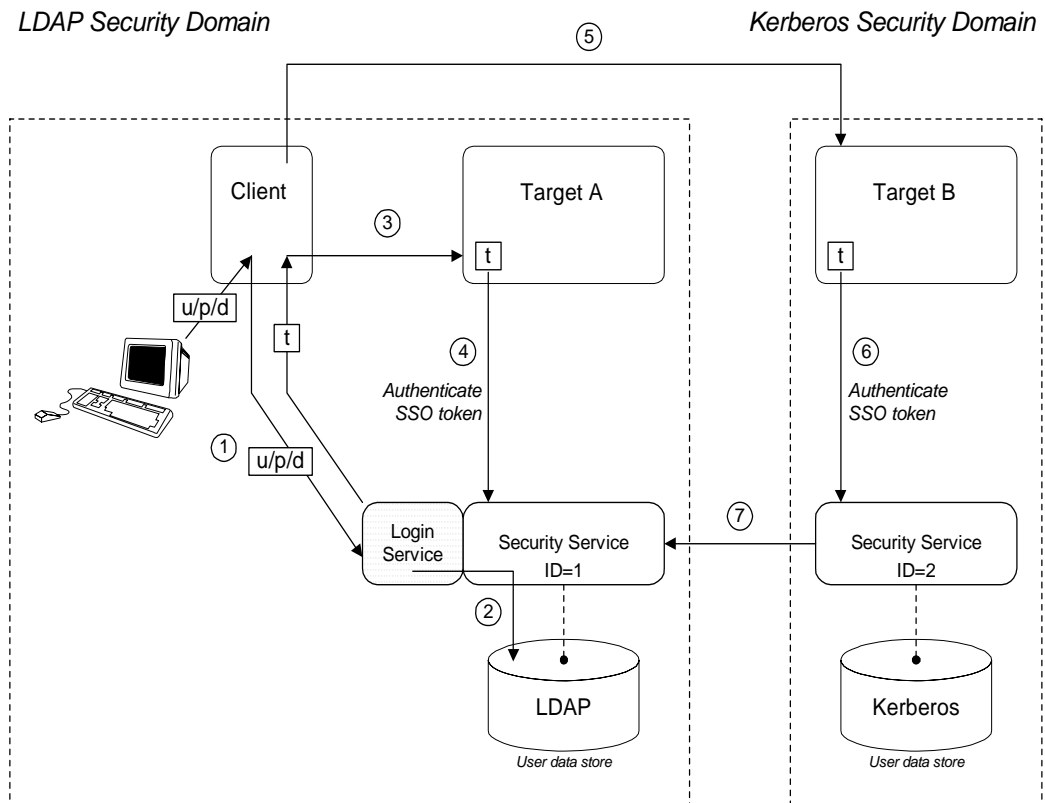 LDAP Security Domain
Kerberos Security Domain
5
Client
Target A
Target B
3
t
t
u/p/d
t
4
6
Authenticate
SSO token
Authenticate
SSO token
1
u/p/d
7
Login
Service
Security Service
ID=1
Security Service
ID=2
2
LDAP
Kerberos
User data store
User data store